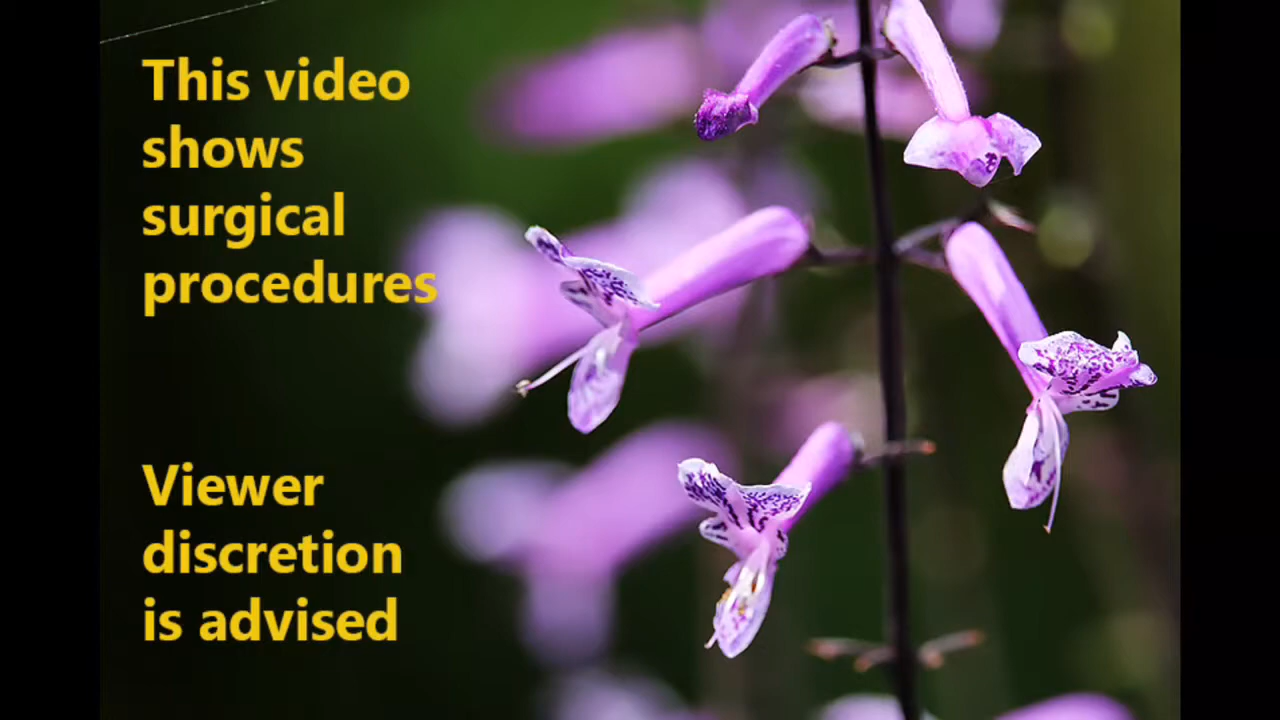 This video
shows
surgical
procedures
Viewer
discretion
is advised